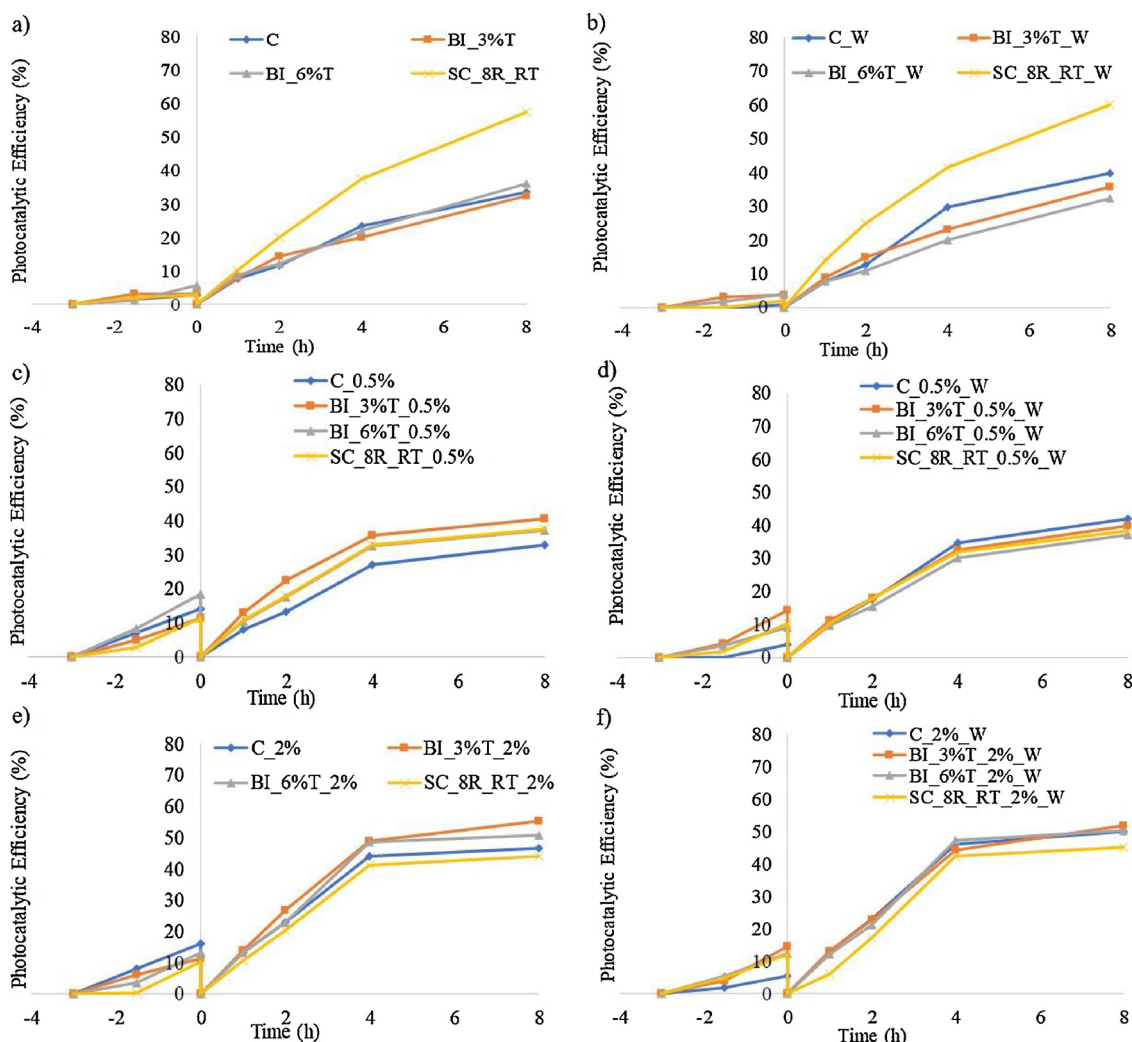 a)
80
70
60
50
40
30
20
10
0
-4
-2
0
2
4
8
Photocatalytic Efficiency (%)
Time (h)
C
BI_3%T
BI_6%T
SC_8R_RT
b)
80
70
60
50
40
30
20
10
0
-4
-2
0
2
4
6
8
Photocatalytic Efficiency (%)
Time (h)
C_W
BI_3%T_W
BI_6%T_W
SC_8R_RT_W
c)
80
70
60
50
40
30
20
10
0
-4
-2
0
2
4
6
8
Photocatalytic Efficiency (%)
Time (h)
C_0.5%
BI_3%T_0.5%
BI_6%T_0.5%
SC_8R_RT_0.5%
d)
80
70
60
50
40
30
20
10
0
-4
-2
0
2
4
6
8
Photocatalytic Efficiency (%)
Time (h)
C_0.5%_W
BI_3%T_0.5%_W
BI_6%T_0.5%_W
SC_8R_RT_0.5%_W
e)
80
70
60
50
40
30
20
10
0
-4
-2
0
2
4
6
8
Photocatalytic Efficiency (%)
Time (h)
C_2%
BI_3%T_2%
BI_6%T_2%
SC_8R_RT_2%
f)
80
70
60
50
40
30
20
10
0
-4
-2
0
2
4
6
8
Photocatalytic Efficiency (%)
Time (h)
C_2%_W
BI_3%T_2%_W
BI_6%T_2%_W
SC_8R_RT_2%_W